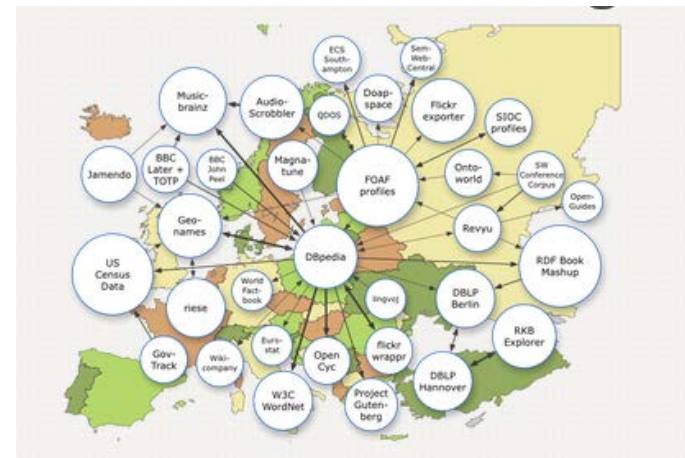 ECS
South-
ampton
Sem-
Web-
Central
Music-
brainz
Audio-
Scrobbler
QDOS
Doap-
space
Flickr
exporter
SIOC
profiles
Jamendo
BBC
Later +
TOTP
BBC
John
Peel
Magna-
tune
FOAF
profiles
Onto-
world
SW
Conference
Corpus
Open-
Guides
Geo-
names
DBpedia
Revyu
US
Census
Data
riese
World
Fact-
book
lingvoj
DBLP
Berlin
RDF Book
Mashup
Gov-
Track
Wiki-
company
Euro-
stat
Open
Cyc
flickr
wrappr
RKB
Explorer
W3C
WordNet
Project
Guten-
berg
DBLP
Hannover